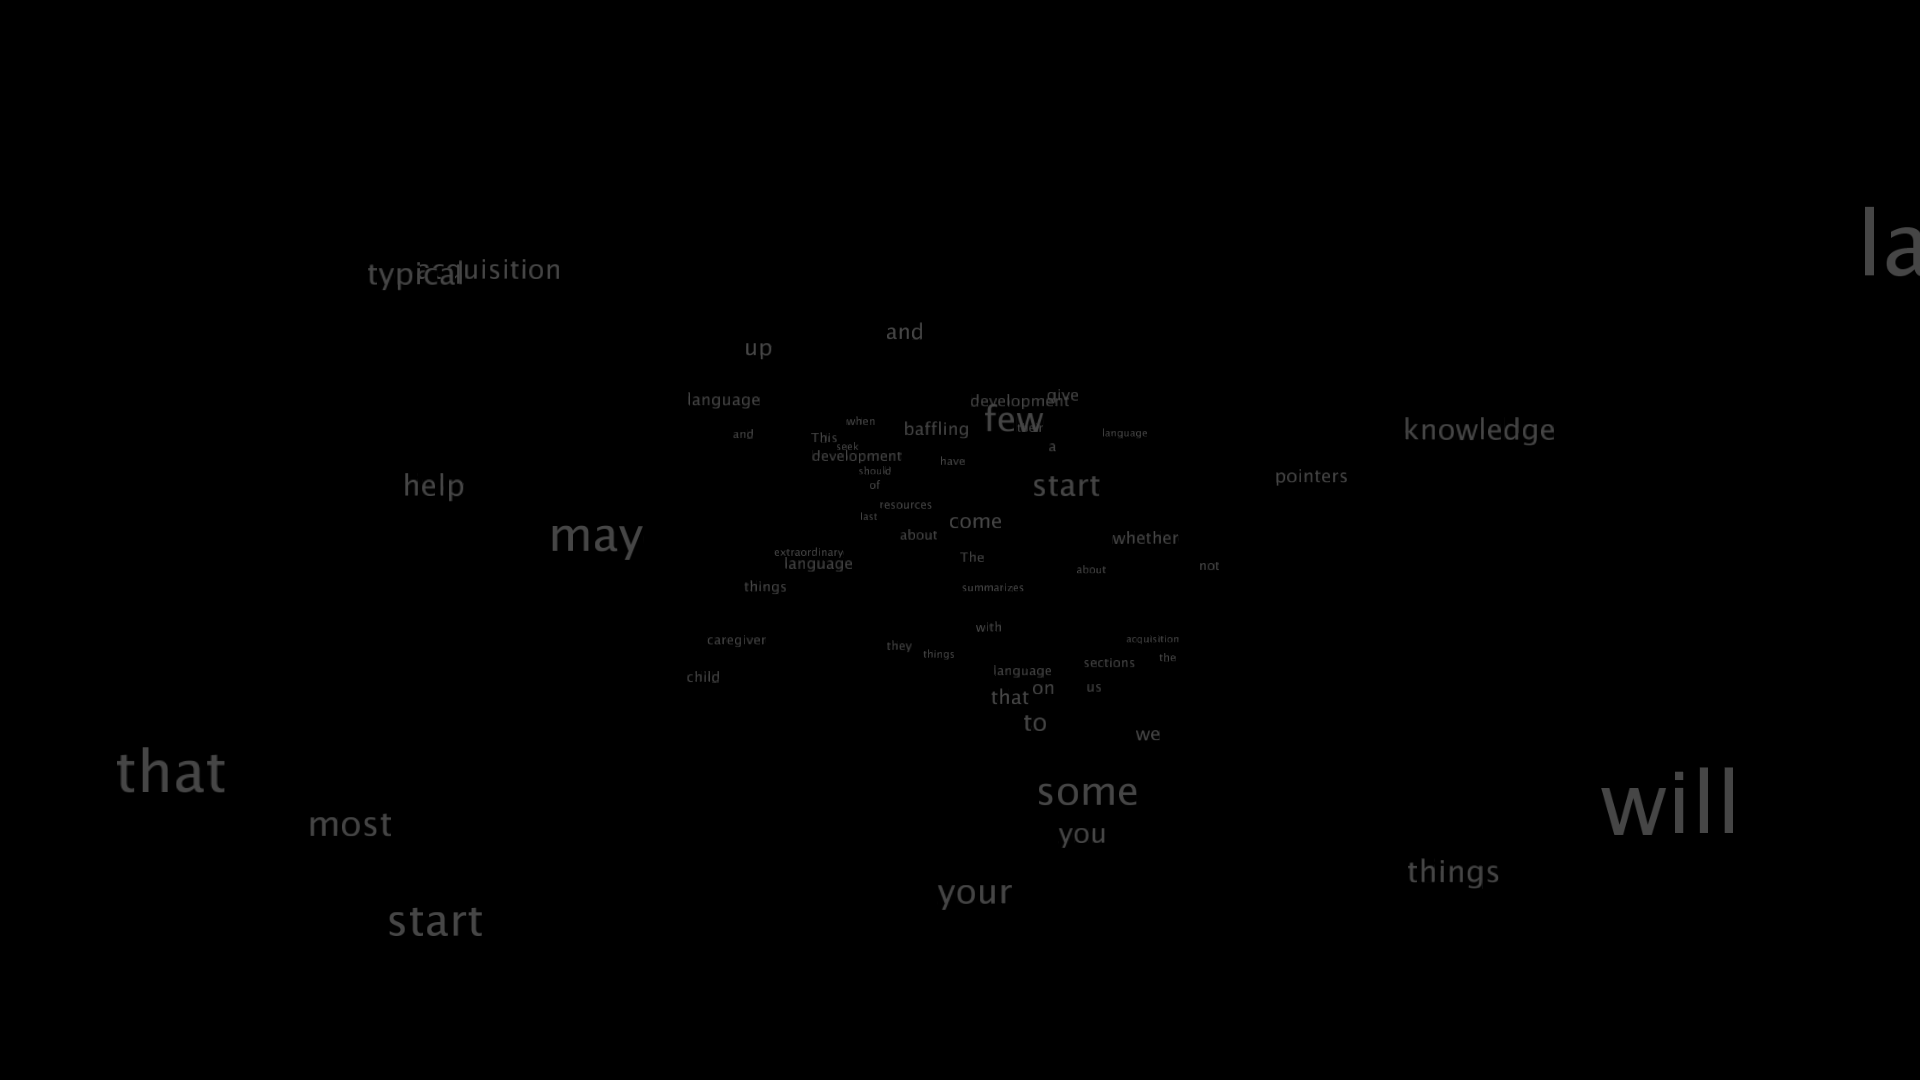 la
typical
acquisition
and
up
give
language
development
few
when
baffling
their
knowledge
and
This
language
seek
a
development
have
should
pointers
help
of
start
resources
last
come
may
about
whether
extraordinary
The
language
not
about
things
summarizes
with
caregiver
acquisition
they
things
the
sections
language
child
us
on
that
to
we
that
some
will
most
you
things
your
start